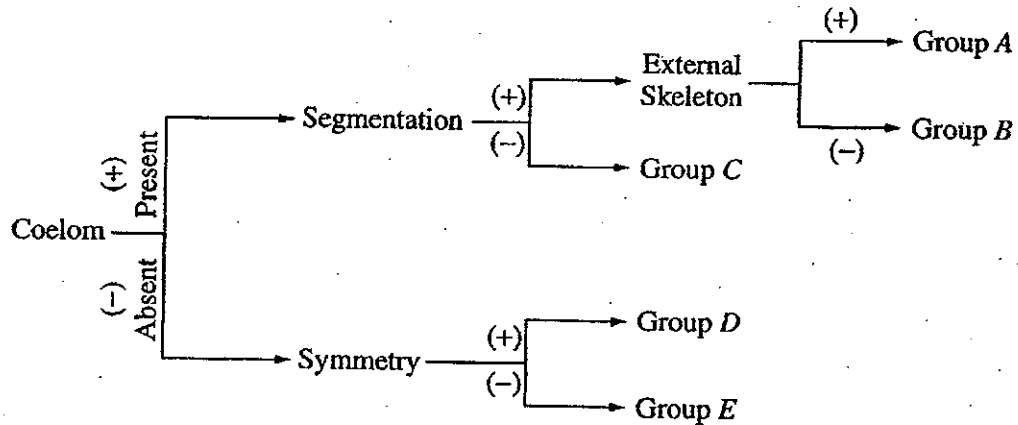 (+)
Group A
External
Skeleton
(+)
Segmentation
(-)
Group B
(-)
Group C
(+)
Present
Coelom
(-)
Absent
(+)
Group D
Symmetry
(-)
Group E